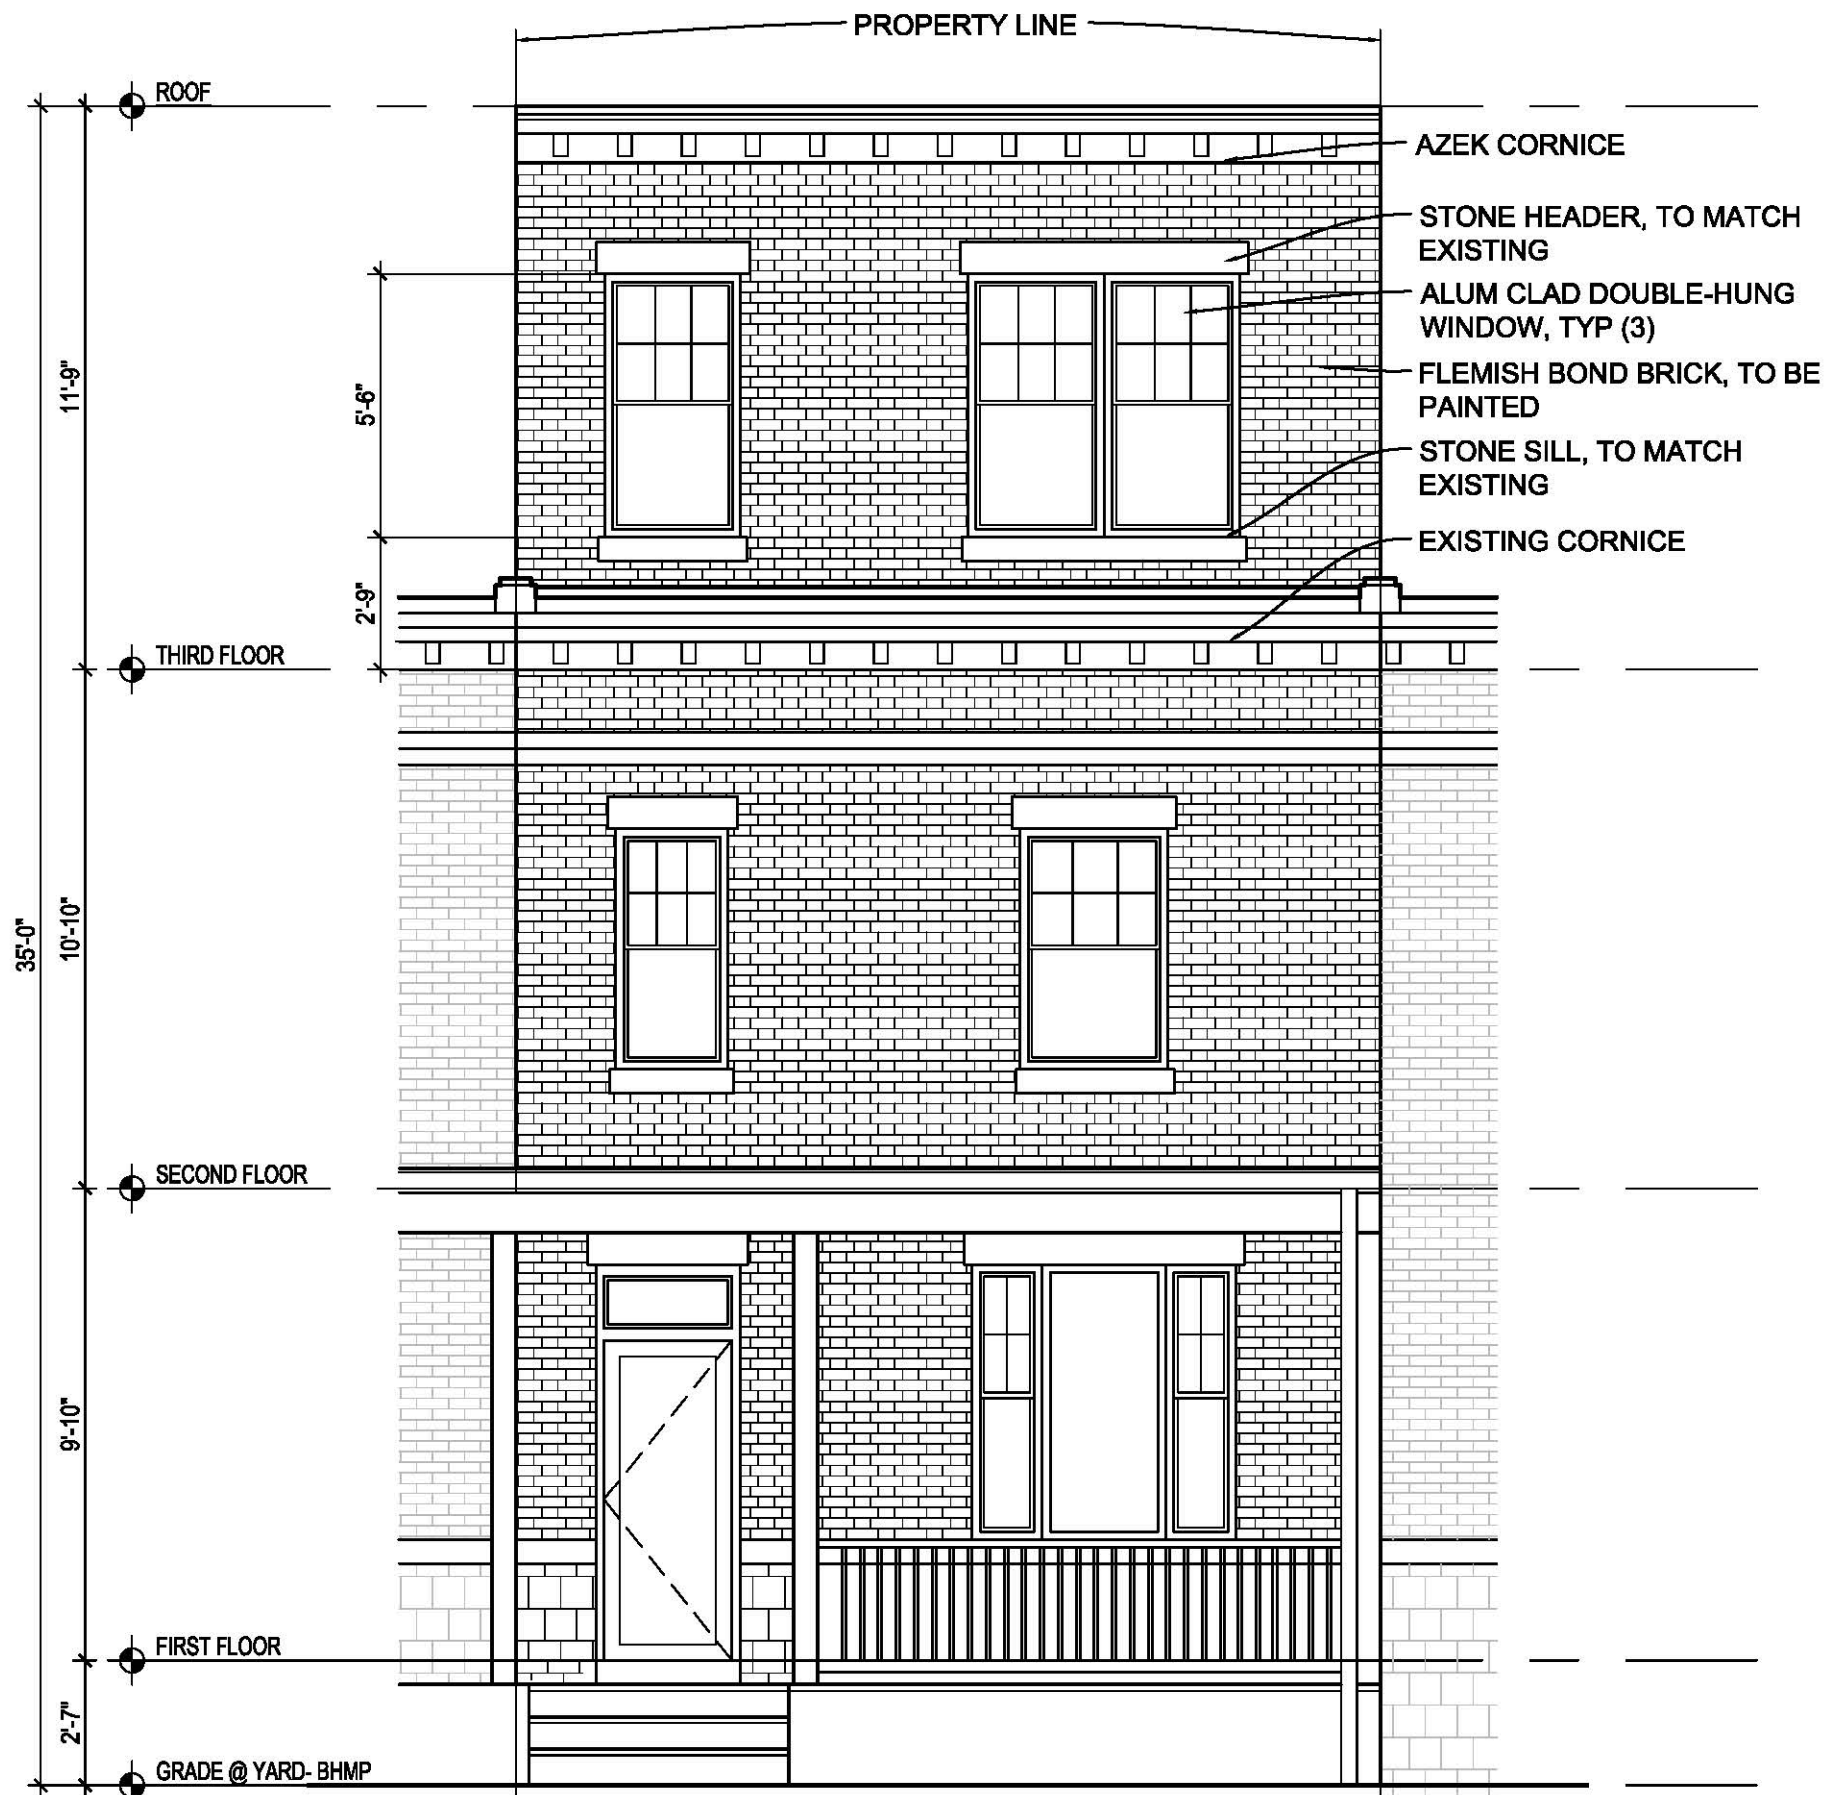 PROPERTY LINE
ROOF
AZEK CORNICE
STONE HEADER, TO MATCH
EXISTING
ALUM CLAD DOUBLE-HUNG
WINDOW, TYP (3)
FLEMISH BOND BRICK, TO BE
PAINTED
STONE SILL, TO MATCH
EXISTING
EXISTING CORNICE
11'-9"
5'-6"
2'-9"
THIRD FLOOR
35'-0"
10'-10"
SECOND FLOOR
9'-10"
FIRST FLOOR
2'-7"
GRADE @ YARD- BHMP